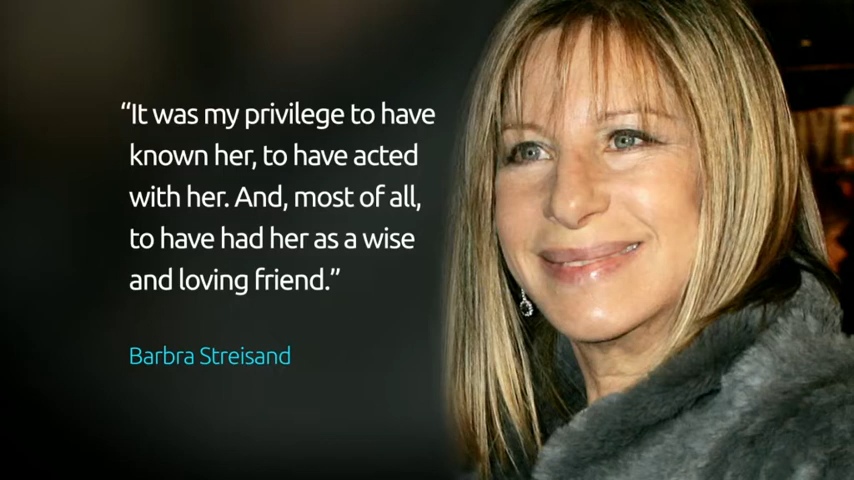 “It was my privilege to have
known her, to have acted
with her. And, most of all,
to have had her as a wise
and loving friend.”
Barbra Streisand